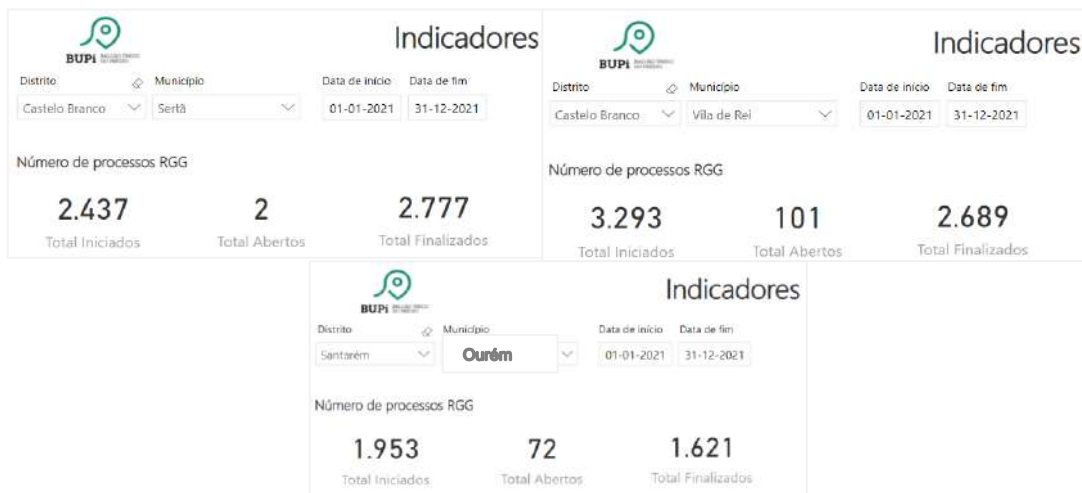 Indicadores
BUPi
Distrito Município Data de início Data de fim
Castelo Branco Sertã 01-01-2021 31-12-2021
Número de processos RGG
2.437 2 2.777
Total Iniciados Total Abertos Total Finalizados
Indicadores
BUPi
Distrito Município Data de início Data de fim
Castelo Branco Vila de Rei 01-01-2021 31-12-2021
Número de processos RGG
3.293 101 2.689
Total Iniciados Total Abertos Total Finalizados
Indicadores
BUPi
Distrito Município Data de início Data de fim
Santarém Ourém 01-01-2021 31-12-2021
Número de processos RGG
1.953 72 1.621
Total Iniciados Total Abertos Total Finalizados